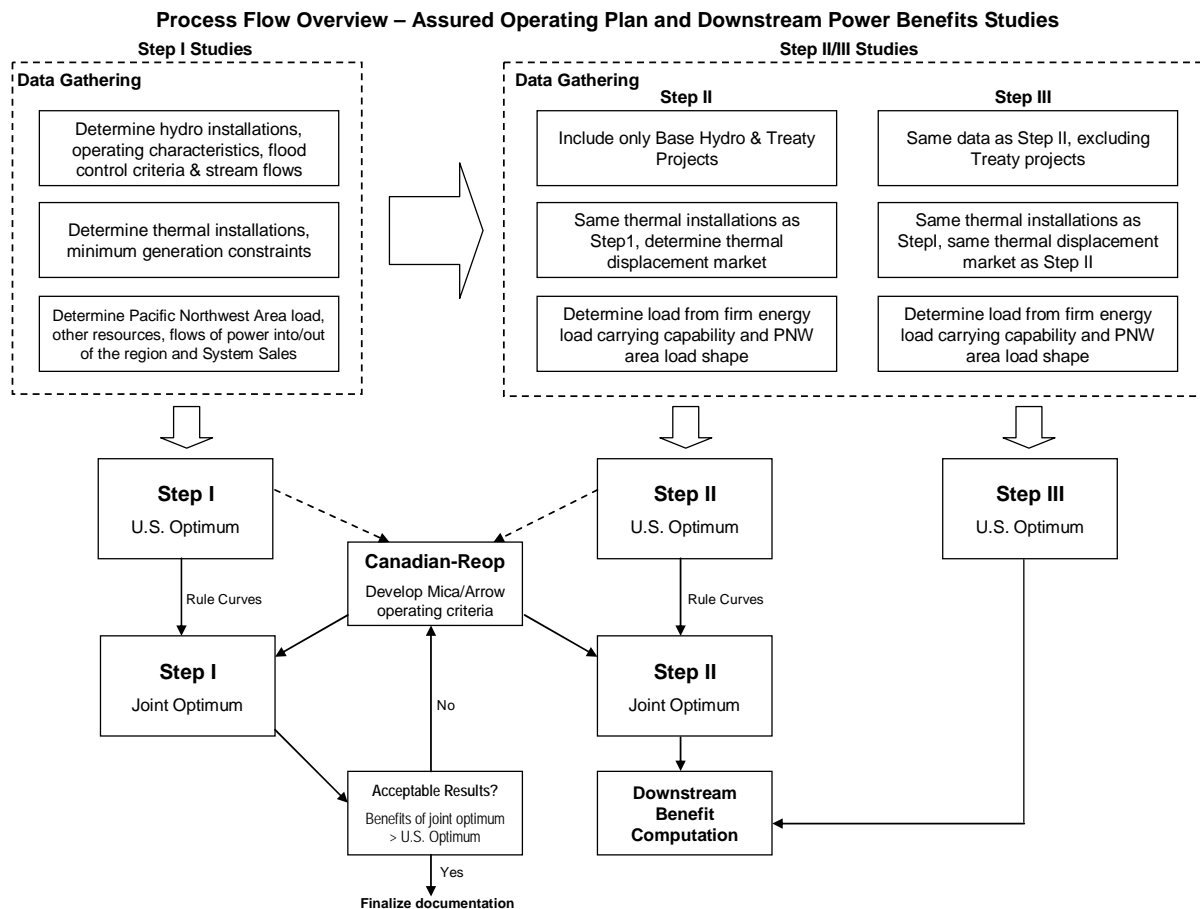 Process Flow Overview – Assured Operating Plan and Downstream Power Benefits Studies
Step I Studies
Data Gathering
Determine hydro installations,
operating characteristics, flood
control criteria & stream flows
Determine thermal installations,
minimum generation constraints
Determine Pacific Northwest Area load,
other resources, flows of power into/out
of the region and System Sales
Step II/III Studies
Data Gathering
Step II
Include only Base Hydro & Treaty
Projects
Same thermal installations as
Step1, determine thermal
displacement market
Determine load from firm energy
load carrying capability and PNW
area load shape
Step III
Same data as Step II, excluding
Treaty projects
Same thermal installations as
StepI, same thermal displacement
market as Step II
Determine load from firm energy
load carrying capability and PNW
area load shape
Step I
U.S. Optimum
Rule Curves
Step I
Joint Optimum
Canadian-Reop
Develop Mica/Arrow
operating criteria
No
Acceptable Results?
Benefits of joint optimum
> U.S. Optimum
Yes
Finalize documentation
Step II
U.S. Optimum
Rule Curves
Step II
Joint Optimum
Downstream
Benefit
Computation
Step III
U.S. Optimum